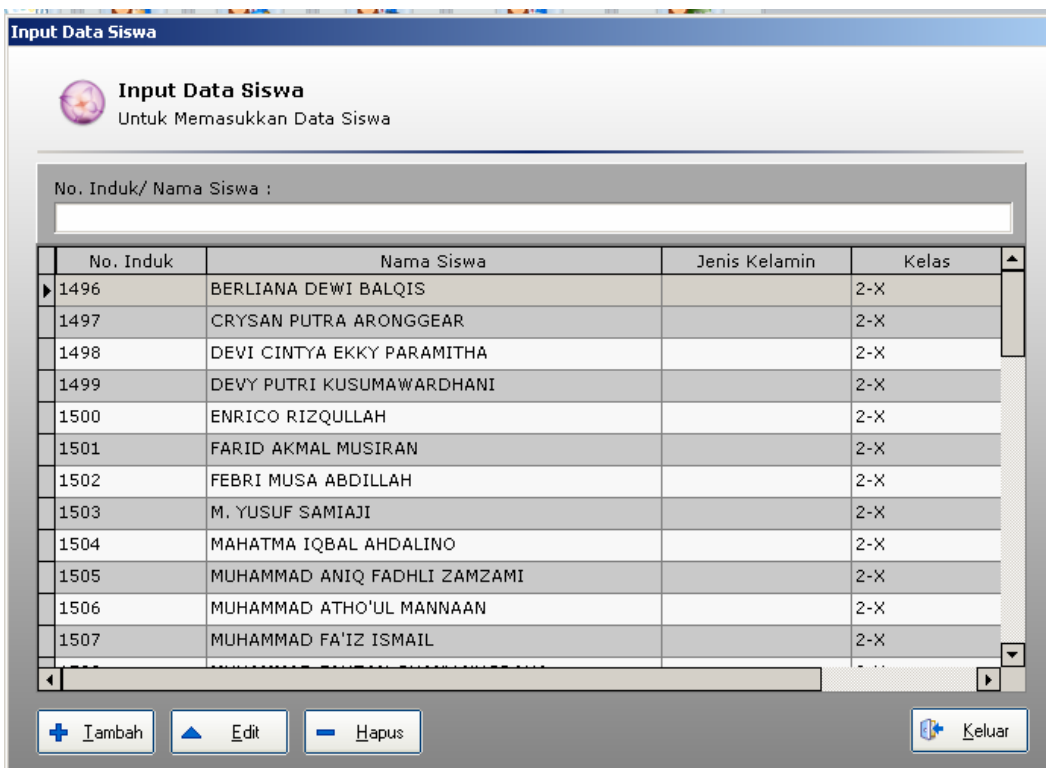 Input Data Siswa
Input Data Siswa
Untuk Memasukkan Data Siswa
No. Induk/ Nama Siswa :
No. Induk Nama Siswa Jenis Kelamin Kelas
1496 BERLIANA DEWI BALQIS 2-X
1497 CRYSAN PUTRA ARONGGEAR 2-X
1498 DEVI CINTYA EKKY PARAMITHA 2-X
1499 DEVY PUTRI KUSUMAWARDHANI 2-X
1500 ENRICO RIZQULLAH 2-X
1501 FARID AKMAL MUSIRAN 2-X
1502 FEBRI MUSA ABDILLAH 2-X
1503 M. YUSUF SAMIAJI 2-X
1504 MAHATMA IQBAL AHDALINO 2-X
1505 MUHAMMAD ANIQ FADHLI ZAMZAMI 2-X
1506 MUHAMMAD ATHO'UL MANNAAN 2-X
1507 MUHAMMAD FA'IZ ISMAIL 2-X
Tambah Edit Hapus Keluar